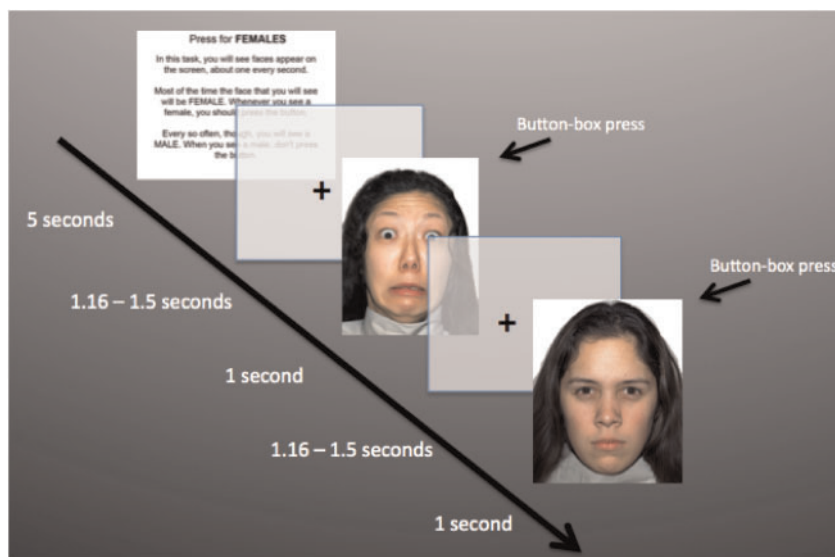 Press for FEMALES
In this task, you will see faces appear on
the screen, about one every second.
Most of the time the face that you will see
will be FEMALE. Whenever you see a
female, you should press the button.
Every so often, though, you will see a
MALE. When you see a male, don't press
the button.
Button-box press
+
5 seconds
Button-box press
1.16 – 1.5 seconds
+
1 second
1.16 – 1.5 seconds
1 second